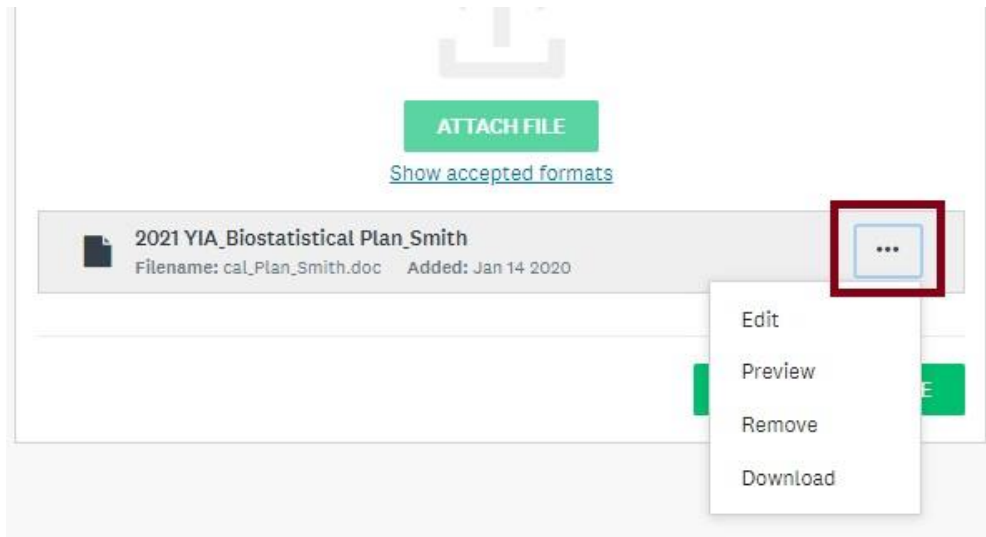 ATTACH FILE
Show accepted formats
2021 YIA_Biostatistical Plan_Smith
Filename: cal_Plan_Smith.doc Added: Jan 14 2020
...
Edit
Preview
E
Remove
Download